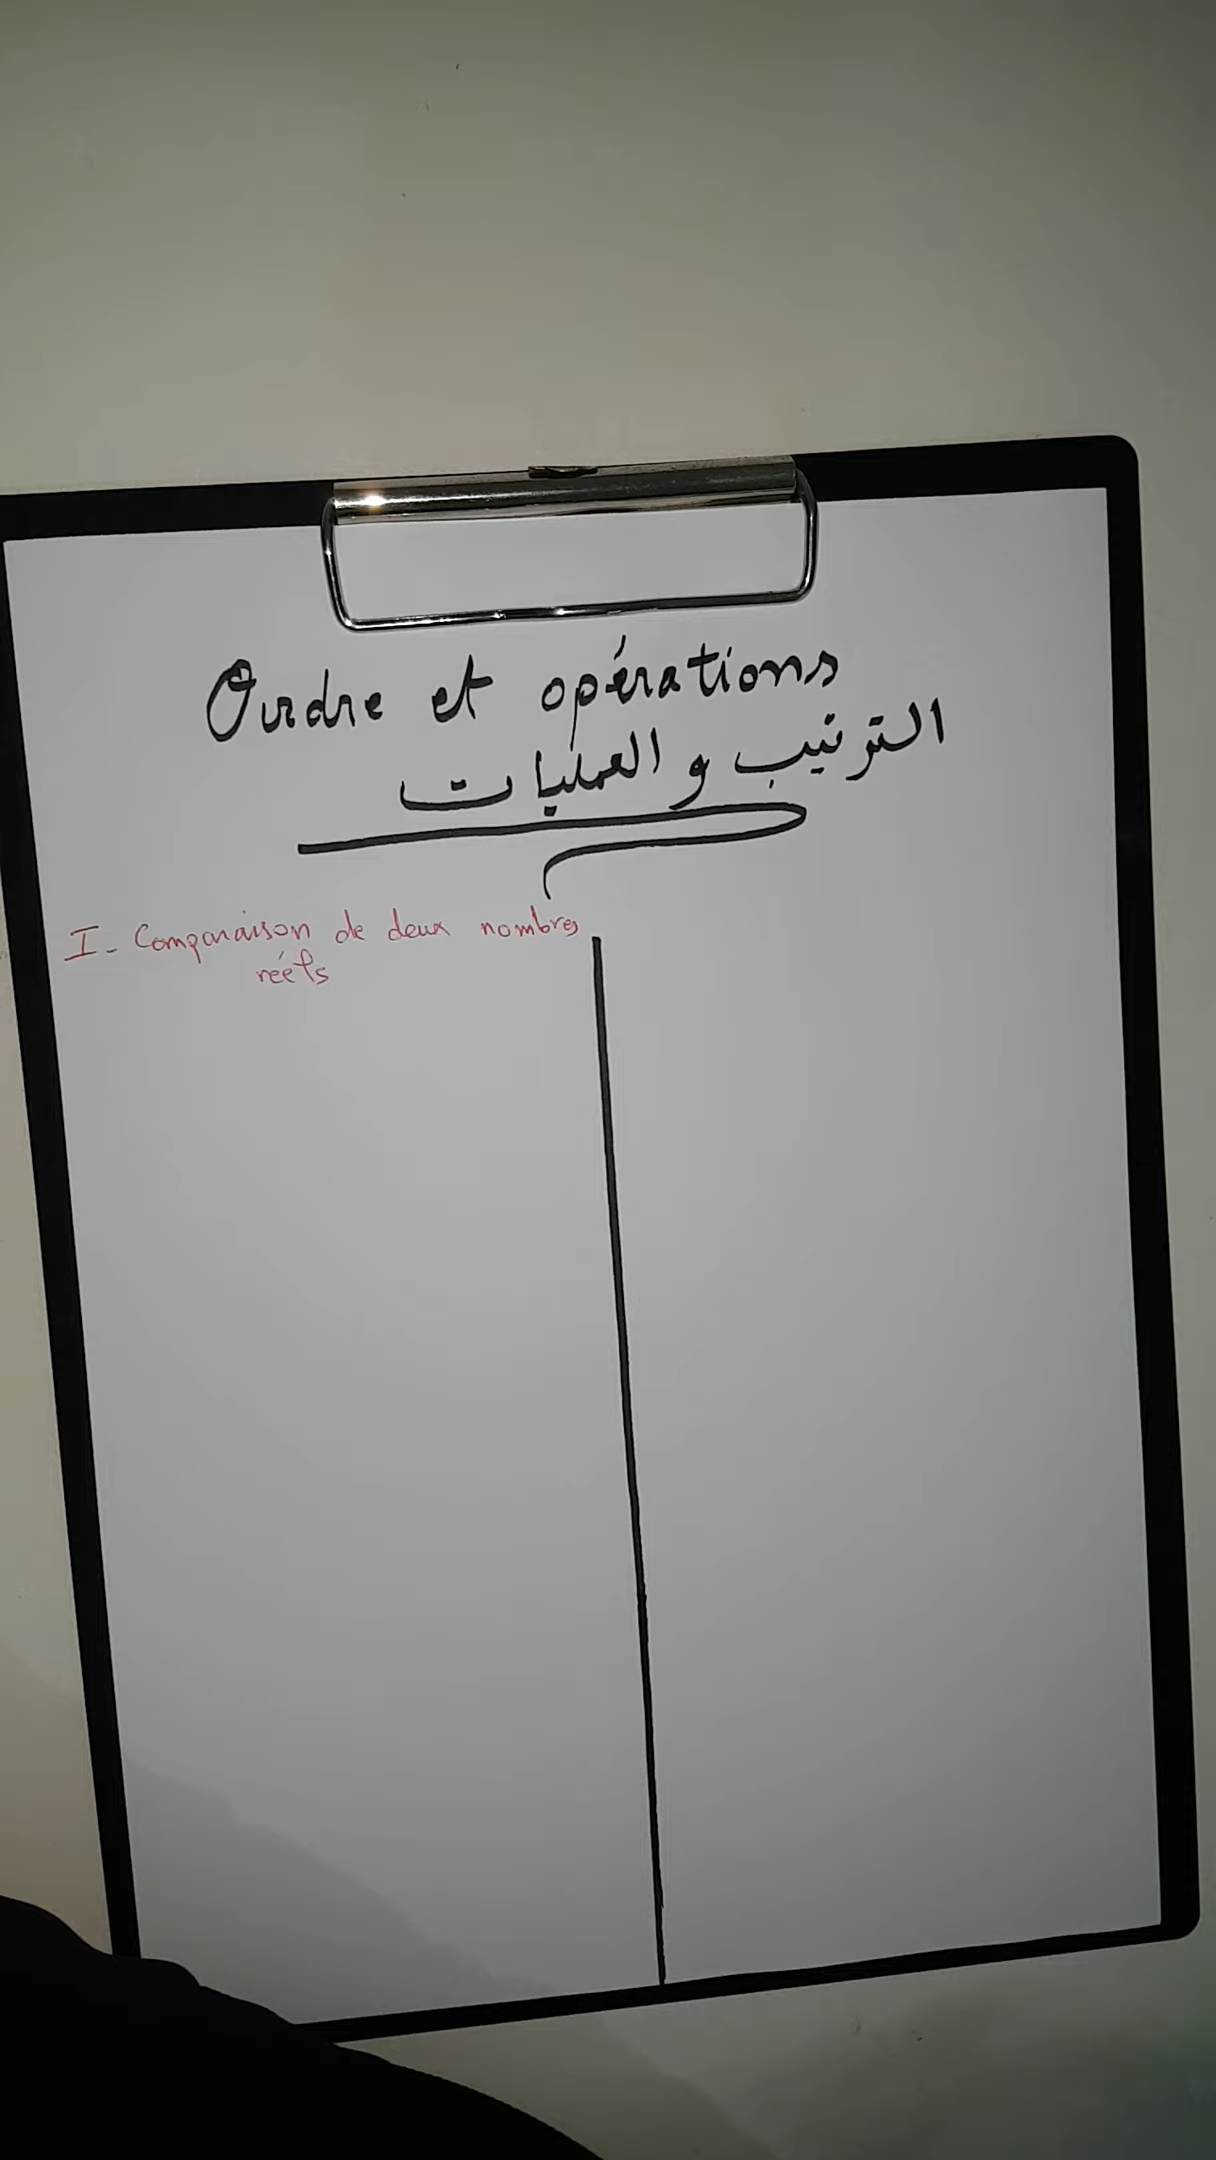 Ordre et opérations
الترتيب و العمليات
I - Comparaison de deux nombres
réels